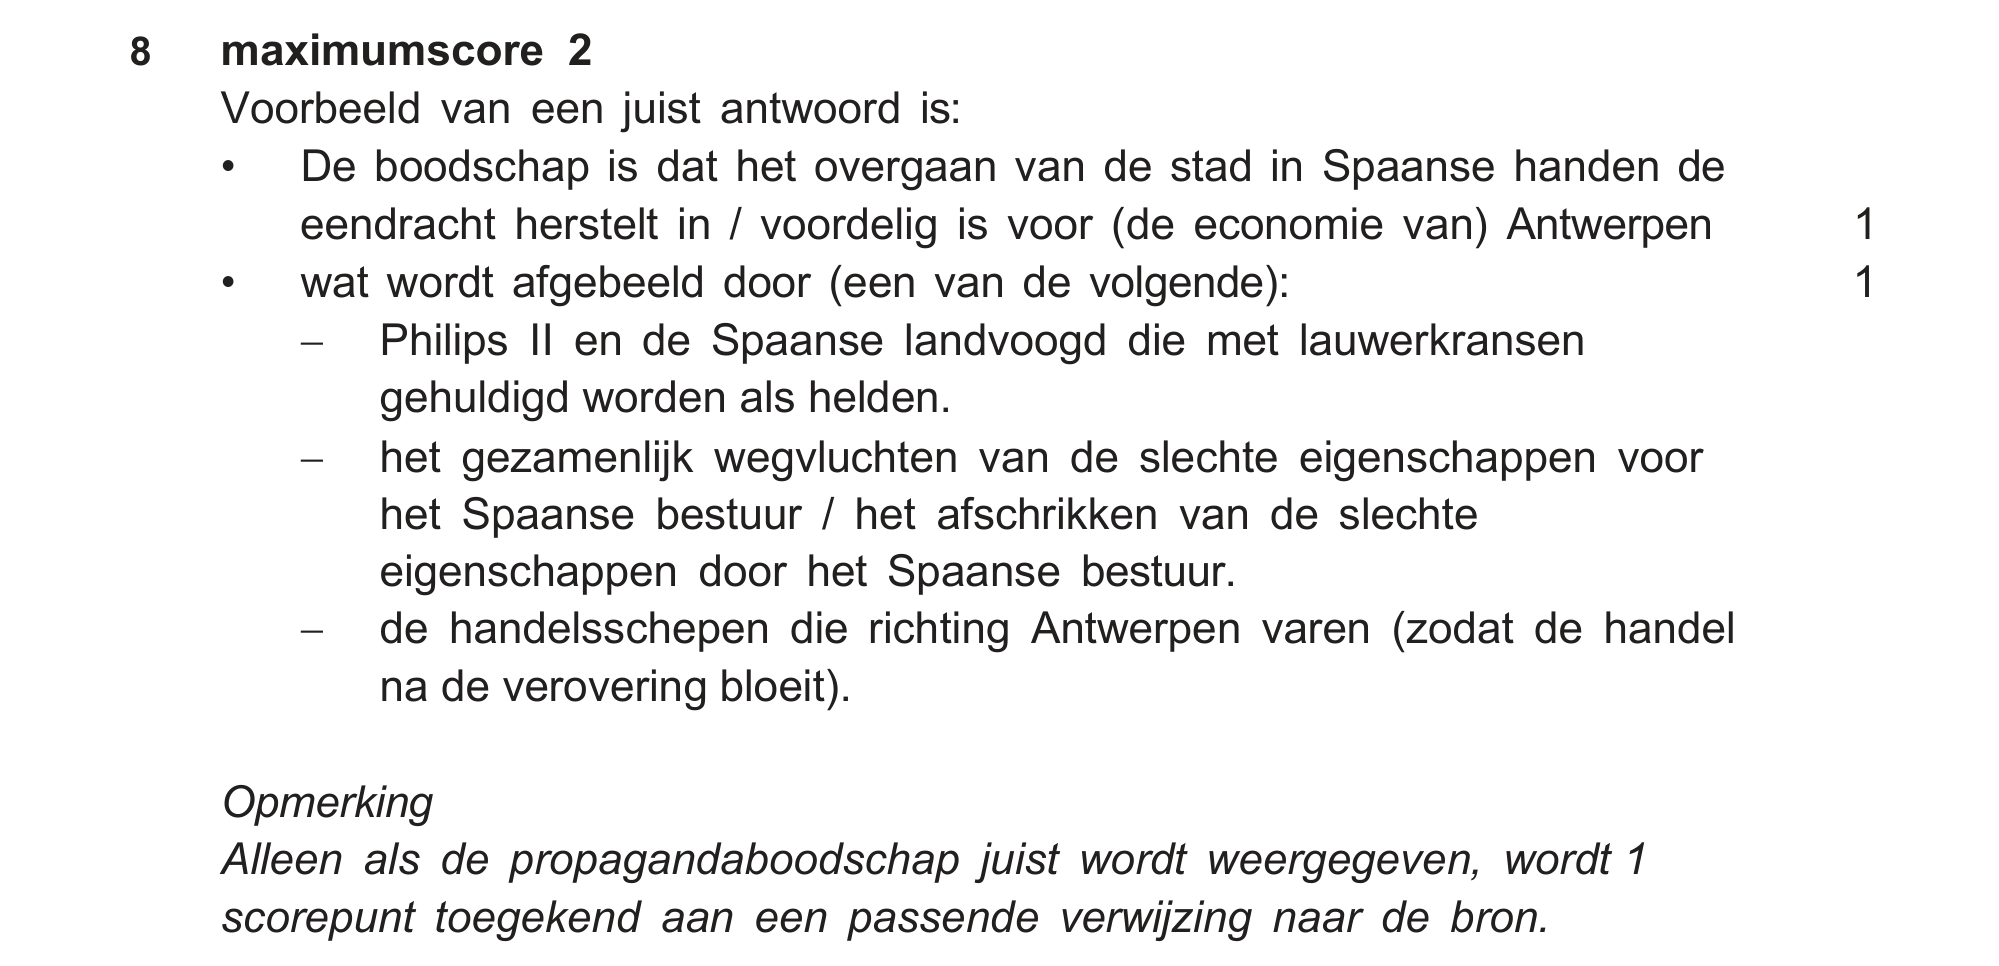 8 maximumscore 2
Voorbeeld van een juist antwoord is:
• De boodschap is dat het overgaan van de stad in Spaanse handen de
eendracht herstelt in / voordelig is voor (de economie van) Antwerpen 1
• wat wordt afgebeeld door (een van de volgende): 1
– Philips II en de Spaanse landvoogd die met lauwerkransen
gehuldigd worden als helden.
– het gezamenlijk wegvluchten van de slechte eigenschappen voor
het Spaanse bestuur / het afschrikken van de slechte
eigenschappen door het Spaanse bestuur.
– de handelsschepen die richting Antwerpen varen (zodat de handel
na de verovering bloeit).
Opmerking
Alleen als de propagandaboodschap juist wordt weergegeven, wordt 1
scorepunt toegekend aan een passende verwijzing naar de bron.